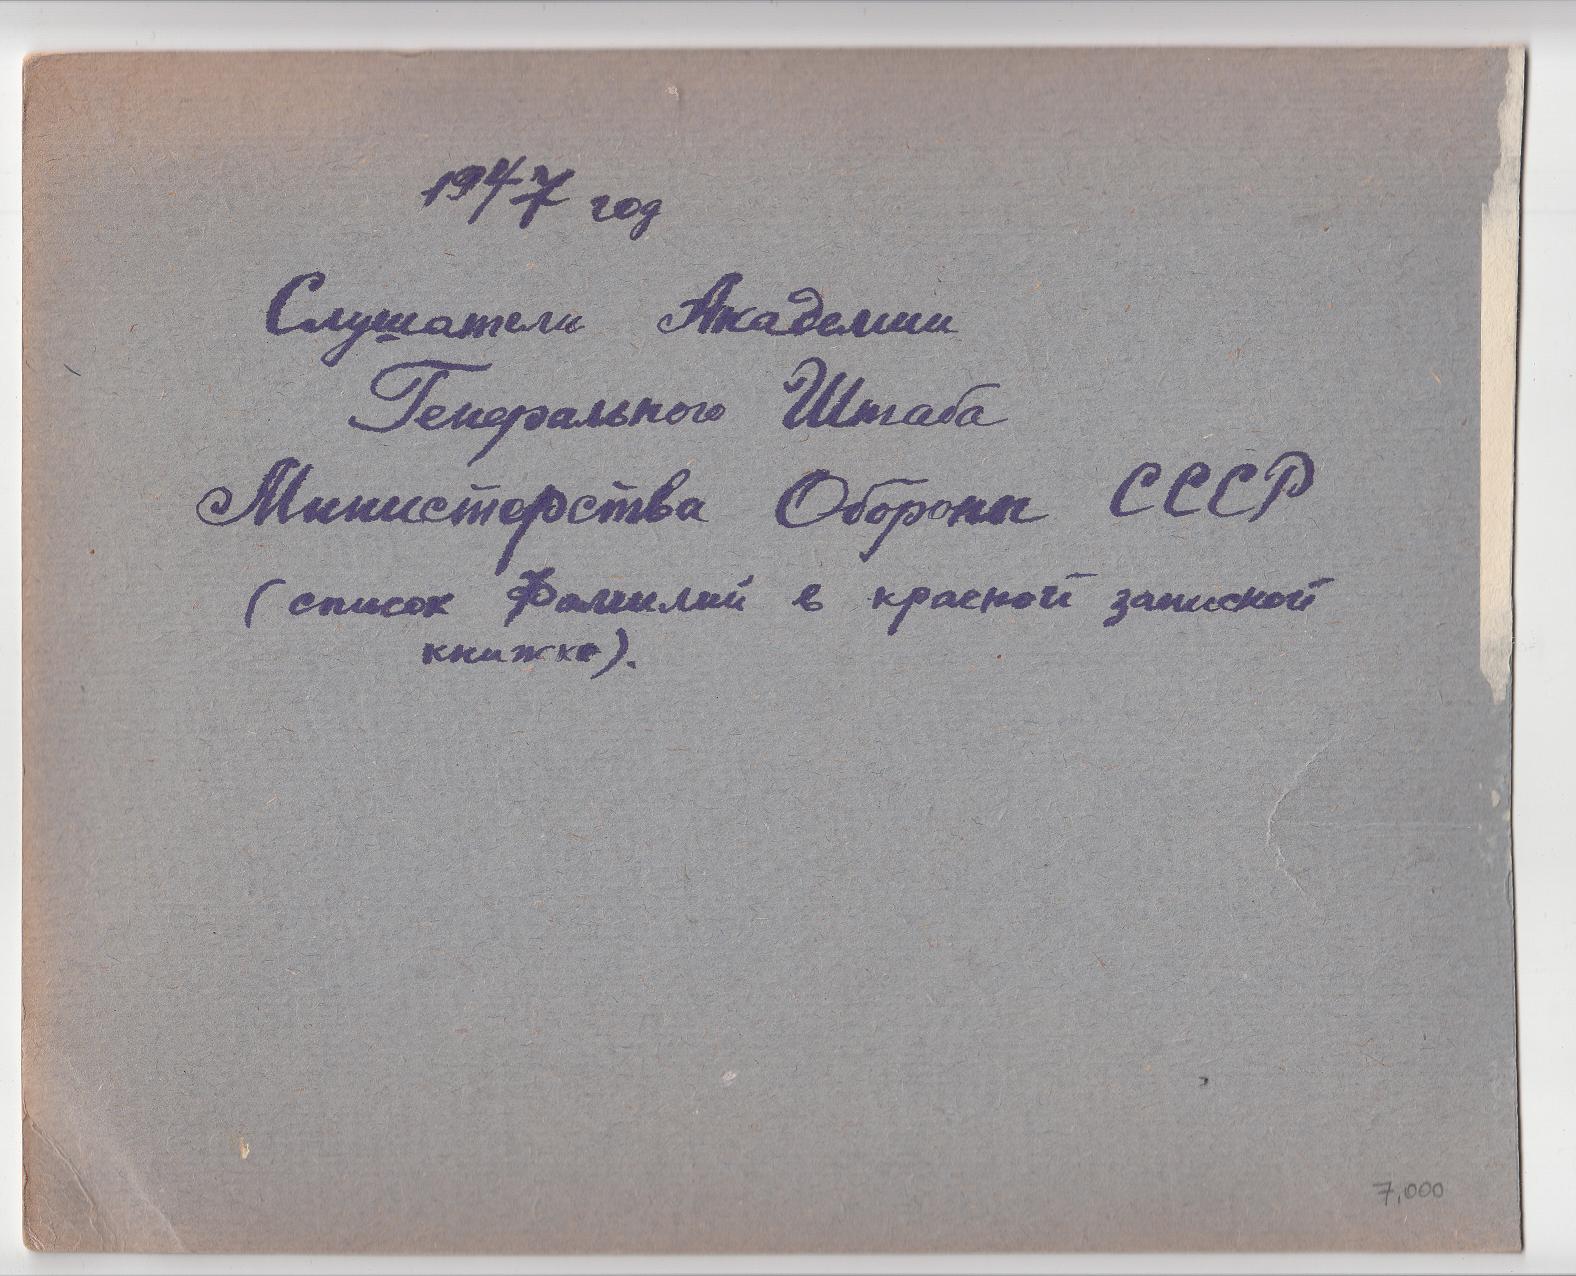 1947 год
Слушатели Академии
Генерального Штаба
Министерства Обороны СССР
(список Фамилий в красной записной
книжке).
7,000